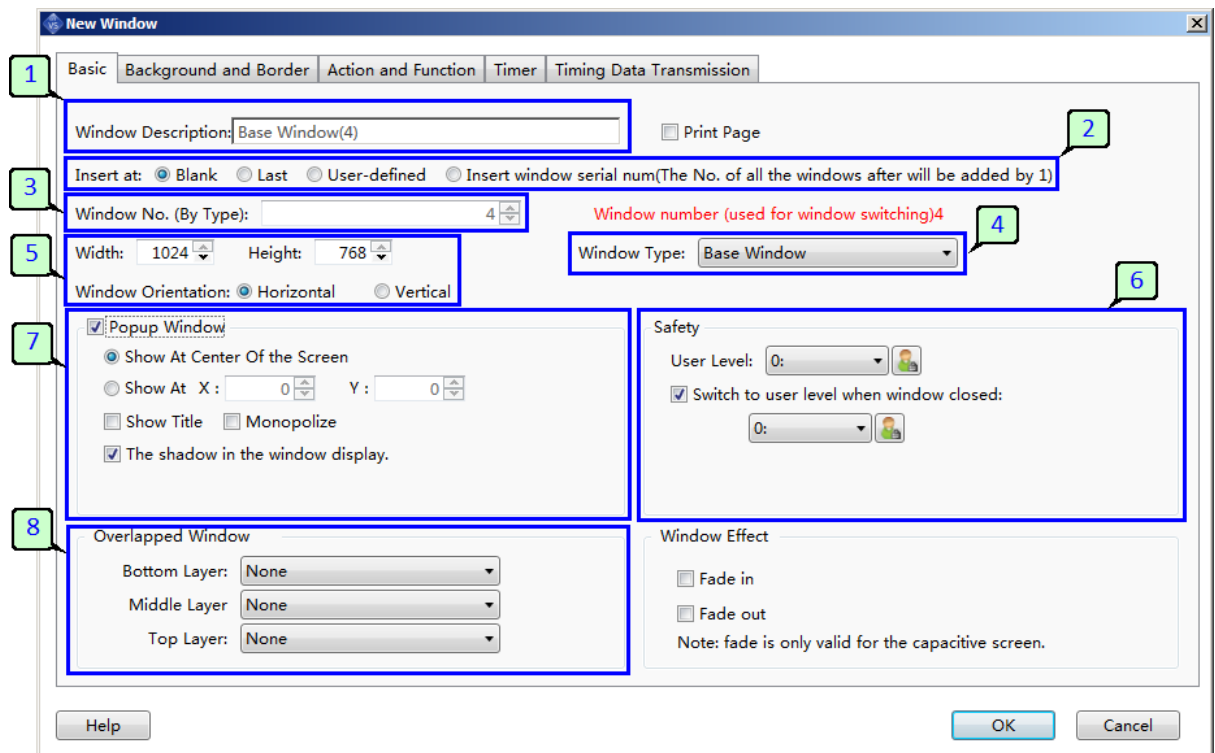 VS New Window
1
Basic Background and Border Action and Function Timer Timing Data Transmission
Window Description: Base Window(4) Print Page
2
Insert at: Blank Last User-defined Insert window serial num(The No. of all the windows after will be added by 1)
3
Window No. (By Type): 4 Window number (used for window switching)4
4
5
Width: 1024 Height: 768 Window Type: Base Window
Window Orientation: Horizontal Vertical
6
7
Popup Window
Show At Center Of the Screen
Show At X : 0 Y : 0
Show Title Monopolize
The shadow in the window display.
Safety
User Level: 0:
Switch to user level when window closed:
0:
8
Overlapped Window
Bottom Layer: None
Middle Layer None
Top Layer: None
Window Effect
Fade in
Fade out
Note: fade is only valid for the capacitive screen.
Help OK Cancel